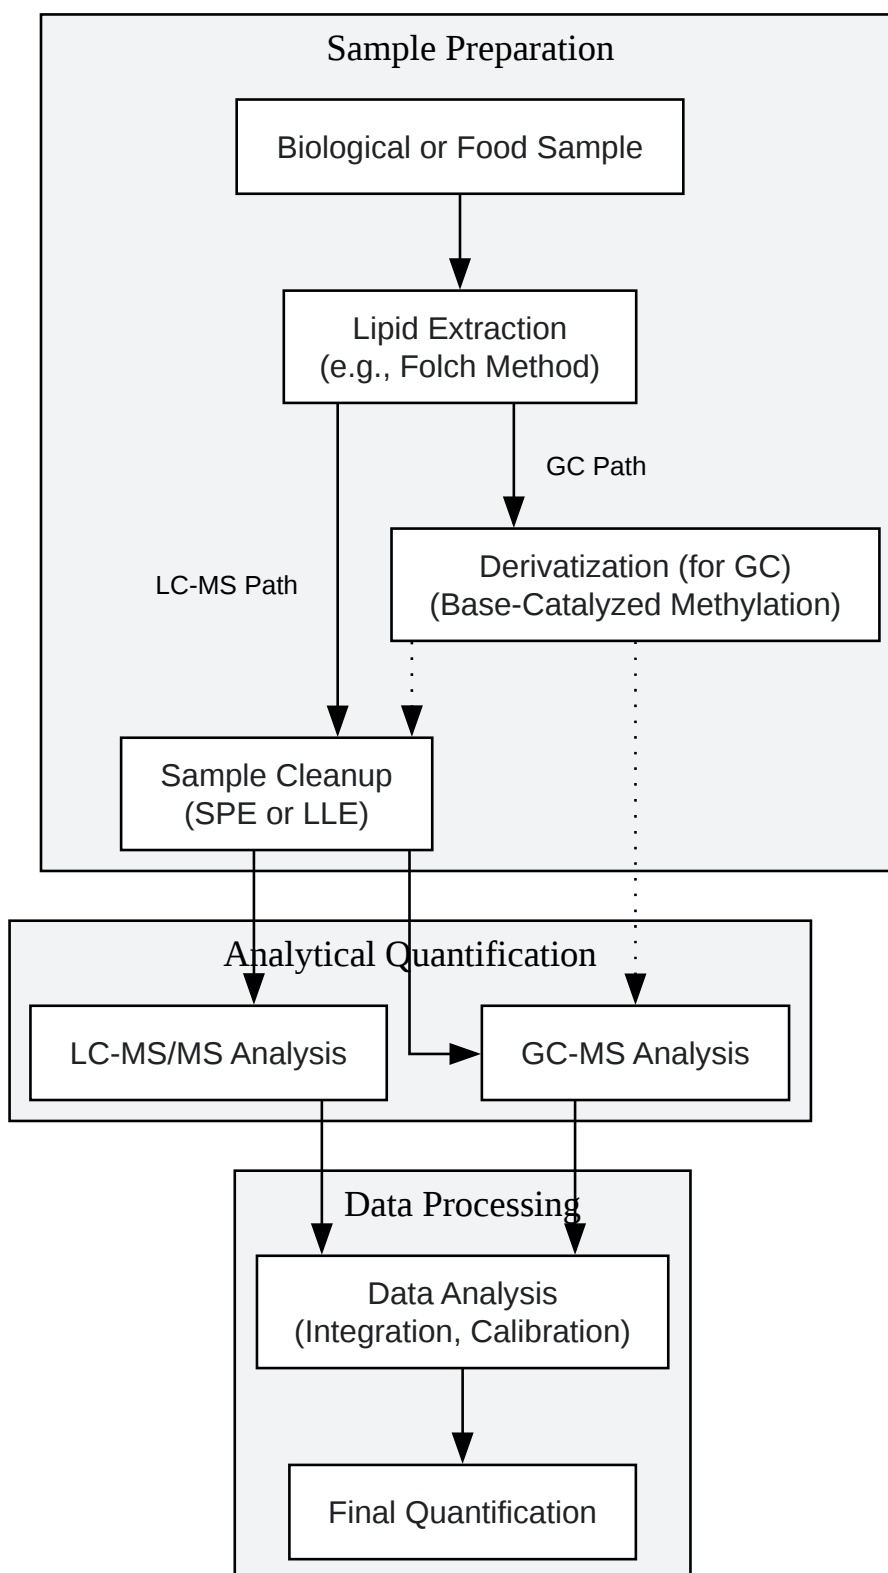 Sample Preparation
Biological or Food Sample
Lipid Extraction
(e.g., Folch Method)
GC Path
LC-MS Path
Derivatization (for GC)
(Base-Catalyzed Methylation)
Sample Cleanup
(SPE or LLE)
Analytical Quantification
LC-MS/MS Analysis
GC-MS Analysis
Data Processing
Data Analysis
(Integration, Calibration)
Final Quantification